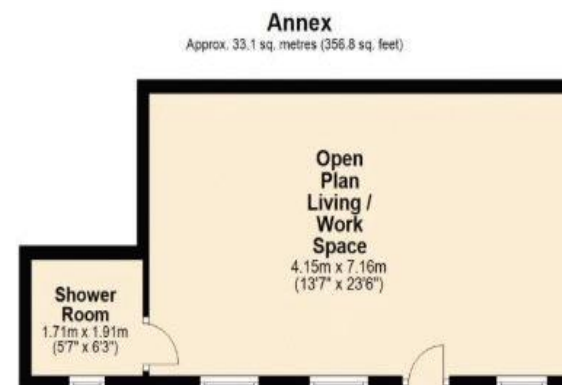 Annex
Approx. 33.1 sq. metres (356.8 sq. feet)
Open
Plan
Living /
Work
Space
4.15m x 7.16m
(13'7" x 23'6")
Shower
Room
1.71m x 1.91m
(5'7" x 6'3")